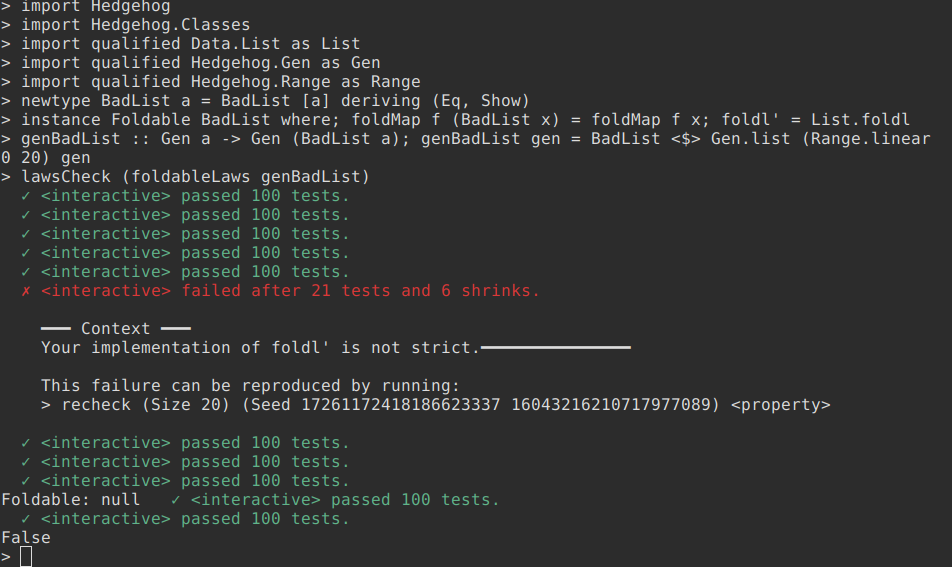 > import Hedgehog
> import Hedgehog.Classes
> import qualified Data.List as List
> import qualified Hedgehog.Gen as Gen
> import qualified Hedgehog.Range as Range
> newtype BadList a = BadList [a] deriving (Eq, Show)
> instance Foldable BadList where; foldMap f (BadList x) = foldMap f x; foldl' = List.foldl
> genBadList :: Gen a -> Gen (BadList a); genBadList gen = BadList <$> Gen.list (Range.linear
0 20) gen
> lawsCheck (foldableLaws genBadList)
✓ <interactive> passed 100 tests.
✓ <interactive> passed 100 tests.
✓ <interactive> passed 100 tests.
✓ <interactive> passed 100 tests.
✓ <interactive> passed 100 tests.
✗ <interactive> failed after 21 tests and 6 shrinks.
━━━ Context ━━━
Your implementation of foldl' is not strict.━━━━━━━━━━━━━━━
This failure can be reproduced by running:
> recheck (Size 20) (Seed 17261172418186623337 16043216210717977089) <property>
✓ <interactive> passed 100 tests.
✓ <interactive> passed 100 tests.
✓ <interactive> passed 100 tests.
Foldable: null ✓ <interactive> passed 100 tests.
✓ <interactive> passed 100 tests.
False
>